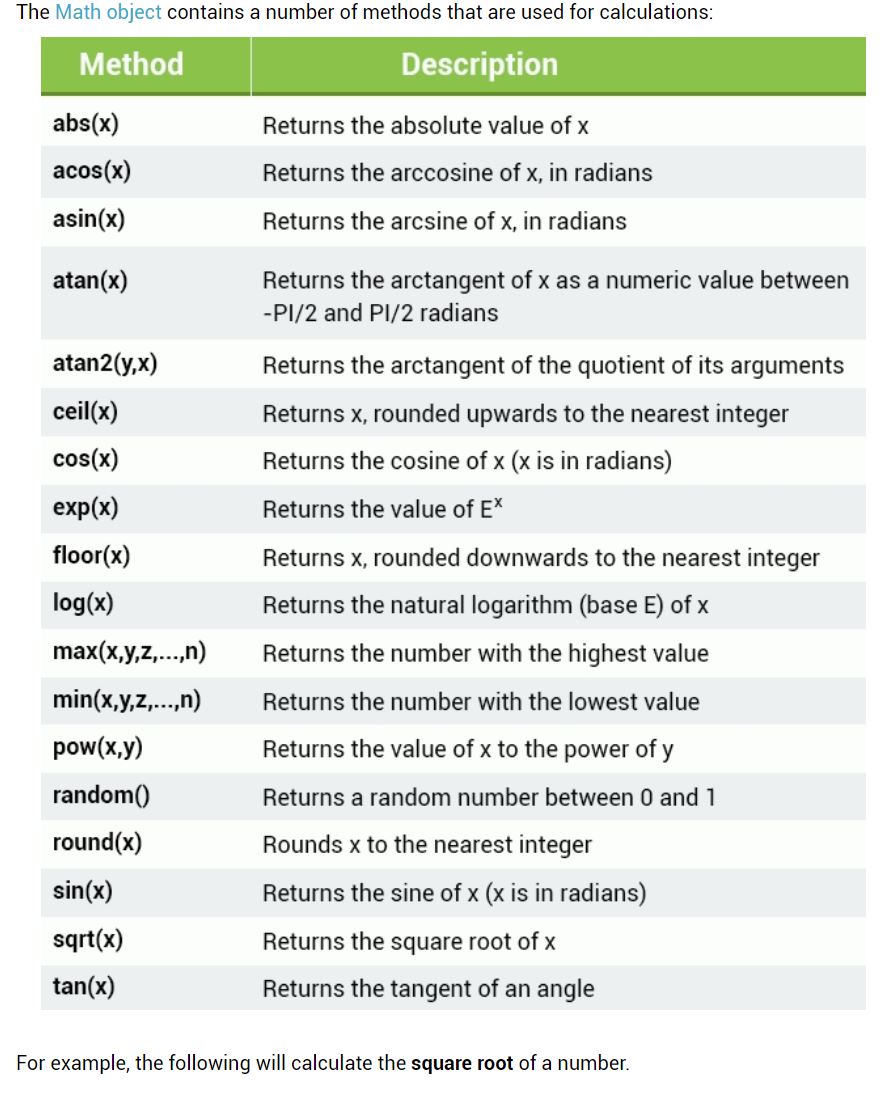 The Math object contains a number of methods that are used for calculations:
Method Description
abs(x) Returns the absolute value of x
acos(x) Returns the arccosine of x, in radians
asin(x) Returns the arcsine of x, in radians
atan(x) Returns the arctangent of x as a numeric value between
-PI/2 and PI/2 radians
atan2(y,x) Returns the arctangent of the quotient of its arguments
ceil(x) Returns x, rounded upwards to the nearest integer
cos(x) Returns the cosine of x (x is in radians)
exp(x) Returns the value of Eˣ
floor(x) Returns x, rounded downwards to the nearest integer
log(x) Returns the natural logarithm (base E) of x
max(x,y,z,...,n) Returns the number with the highest value
min(x,y,z,...,n) Returns the number with the lowest value
pow(x,y) Returns the value of x to the power of y
random() Returns a random number between 0 and 1
round(x) Rounds x to the nearest integer
sin(x) Returns the sine of x (x is in radians)
sqrt(x) Returns the square root of x
tan(x) Returns the tangent of an angle
For example, the following will calculate the square root of a number.